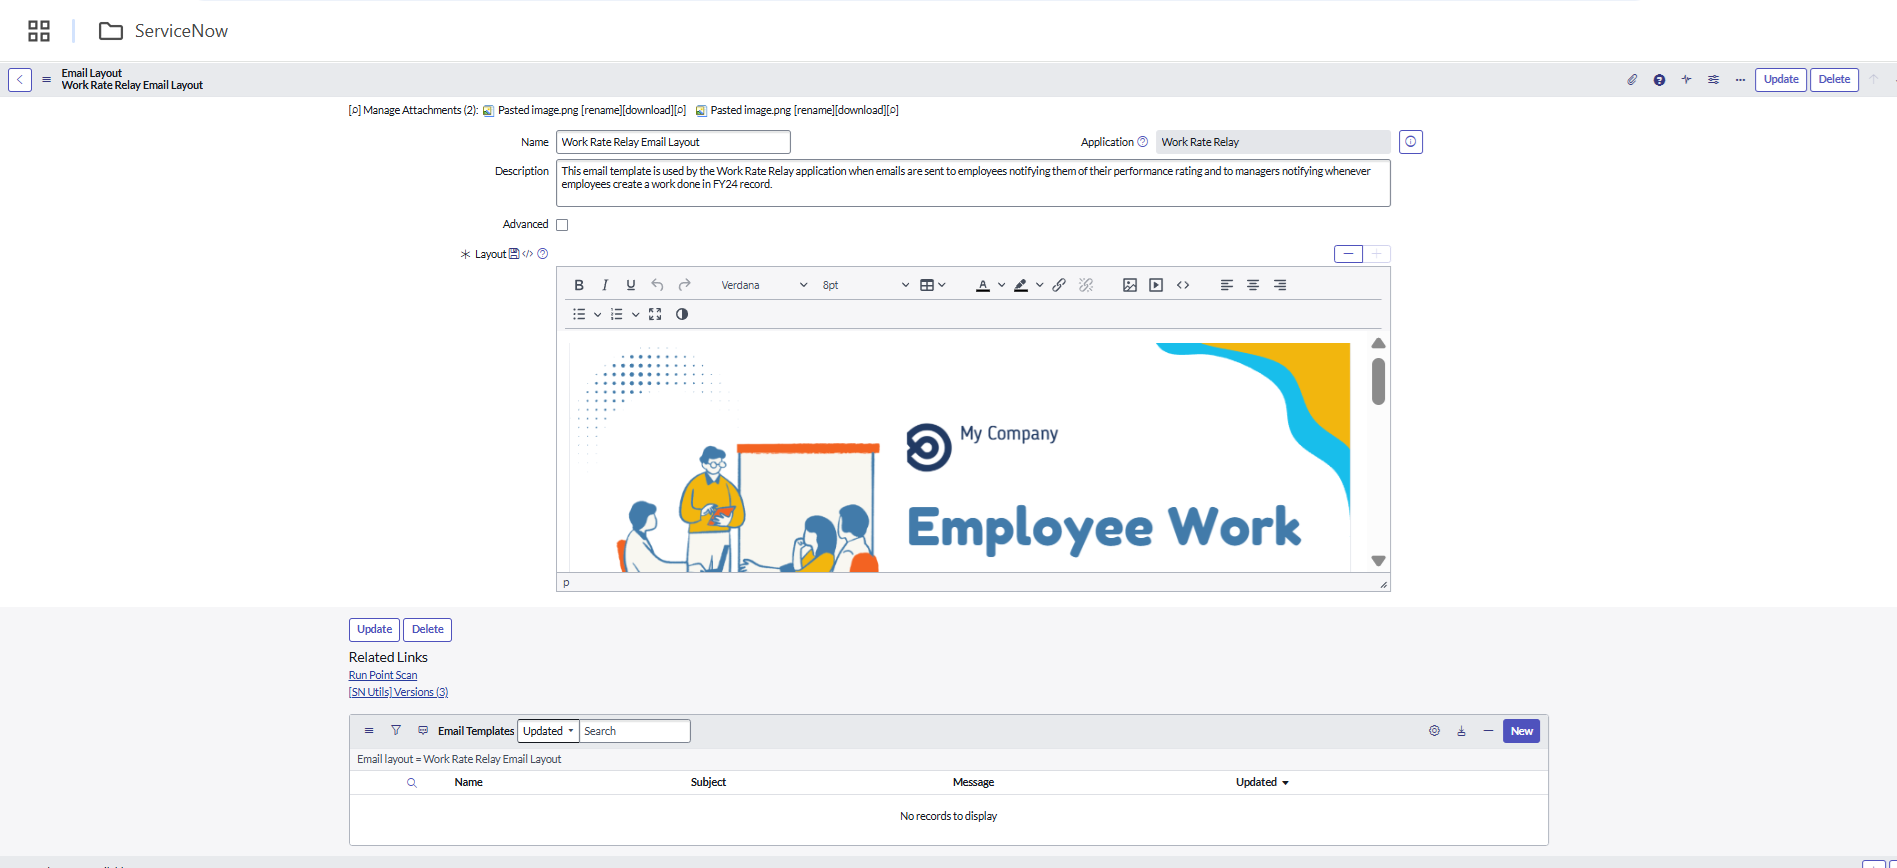 ServiceNow
Email Layout
Work Rate Relay Email Layout
Update Delete
Manage Attachments (2): Pasted image.png [rename][download] Pasted image.png [rename][download]
Name Work Rate Relay Email Layout Application Work Rate Relay
Description This email template is used by the Work Rate Relay application when emails are sent to employees notifying them of their performance rating and to managers notifying whenever
employees create a work done in FY24 record.
Advanced
Layout
B I U Verdana 8pt A
My Company
Employee Work
p
Update Delete
Related Links
Run Point Scan
[SN Utils] Versions (3)
Email Templates Updated Search New
Email layout = Work Rate Relay Email Layout
Name Subject Message Updated
No records to display